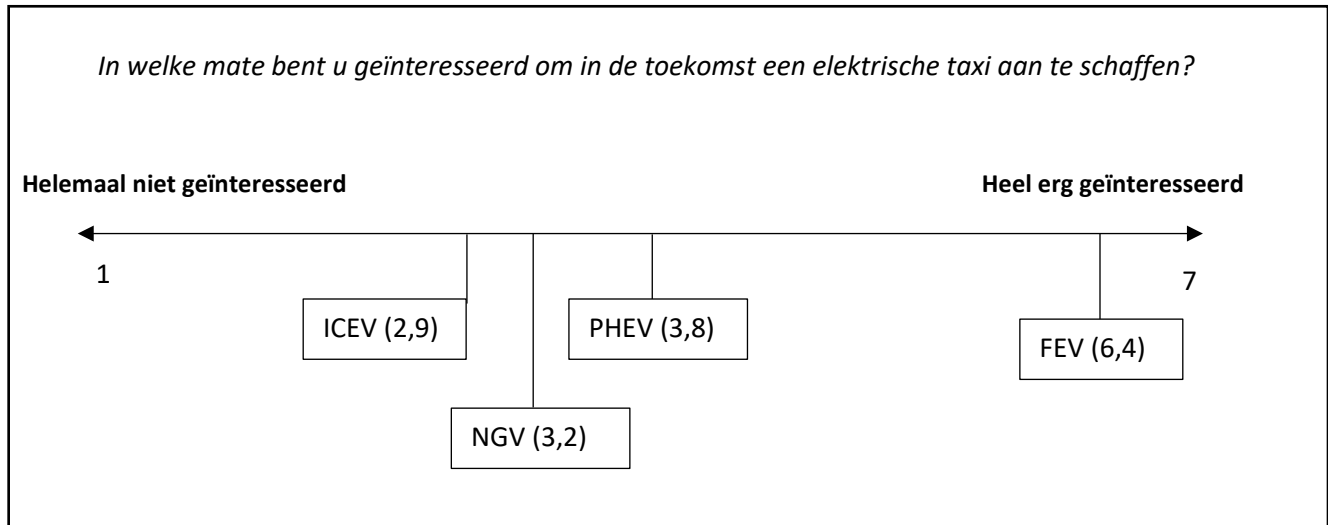 In welke mate bent u geïnteresseerd om in de toekomst een elektrische taxi aan te schaffen?
Helemaal niet geïnteresseerd
Heel erg geïnteresseerd
1
7
ICEV (2,9)
PHEV (3,8)
FEV (6,4)
NGV (3,2)